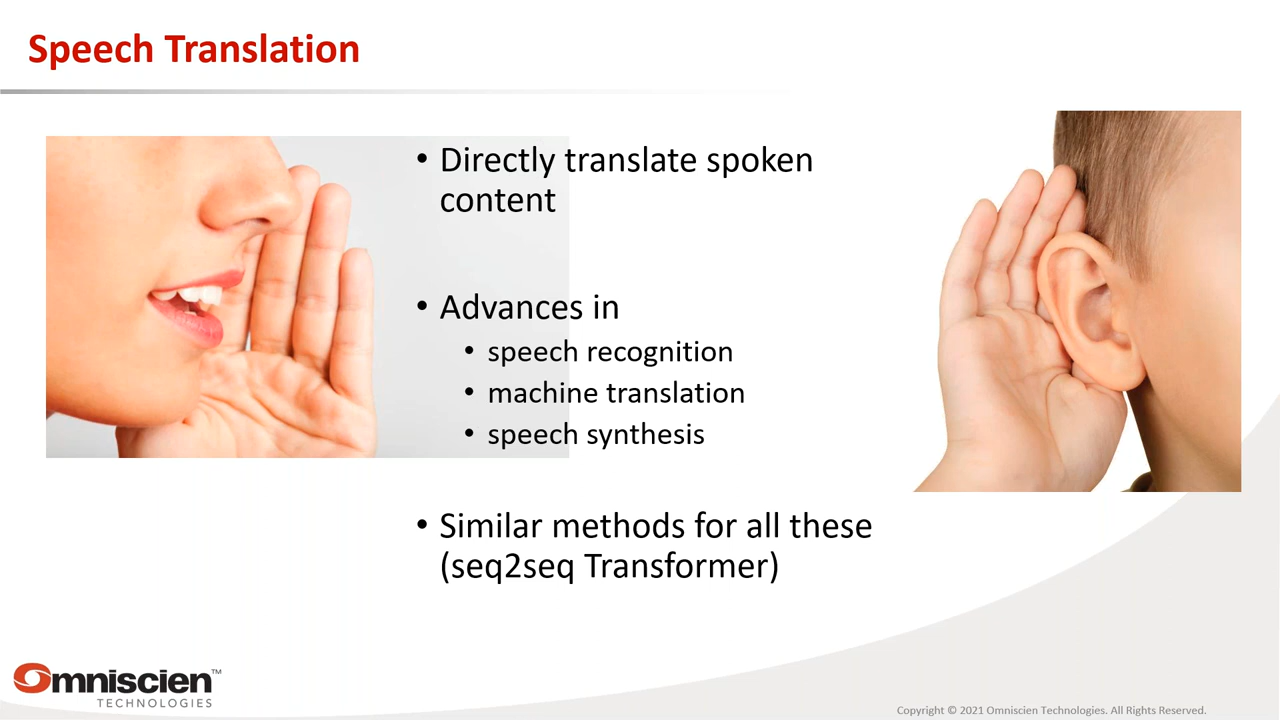 Speech Translation
• Directly translate spoken
content
• Advances in
• speech recognition
• machine translation
• speech synthesis
• Similar methods for all these
(seq2seq Transformer)
Omniscien™
TECHNOLOGIES
Copyright © 2021 Omniscien Technologies. All Rights Reserved.